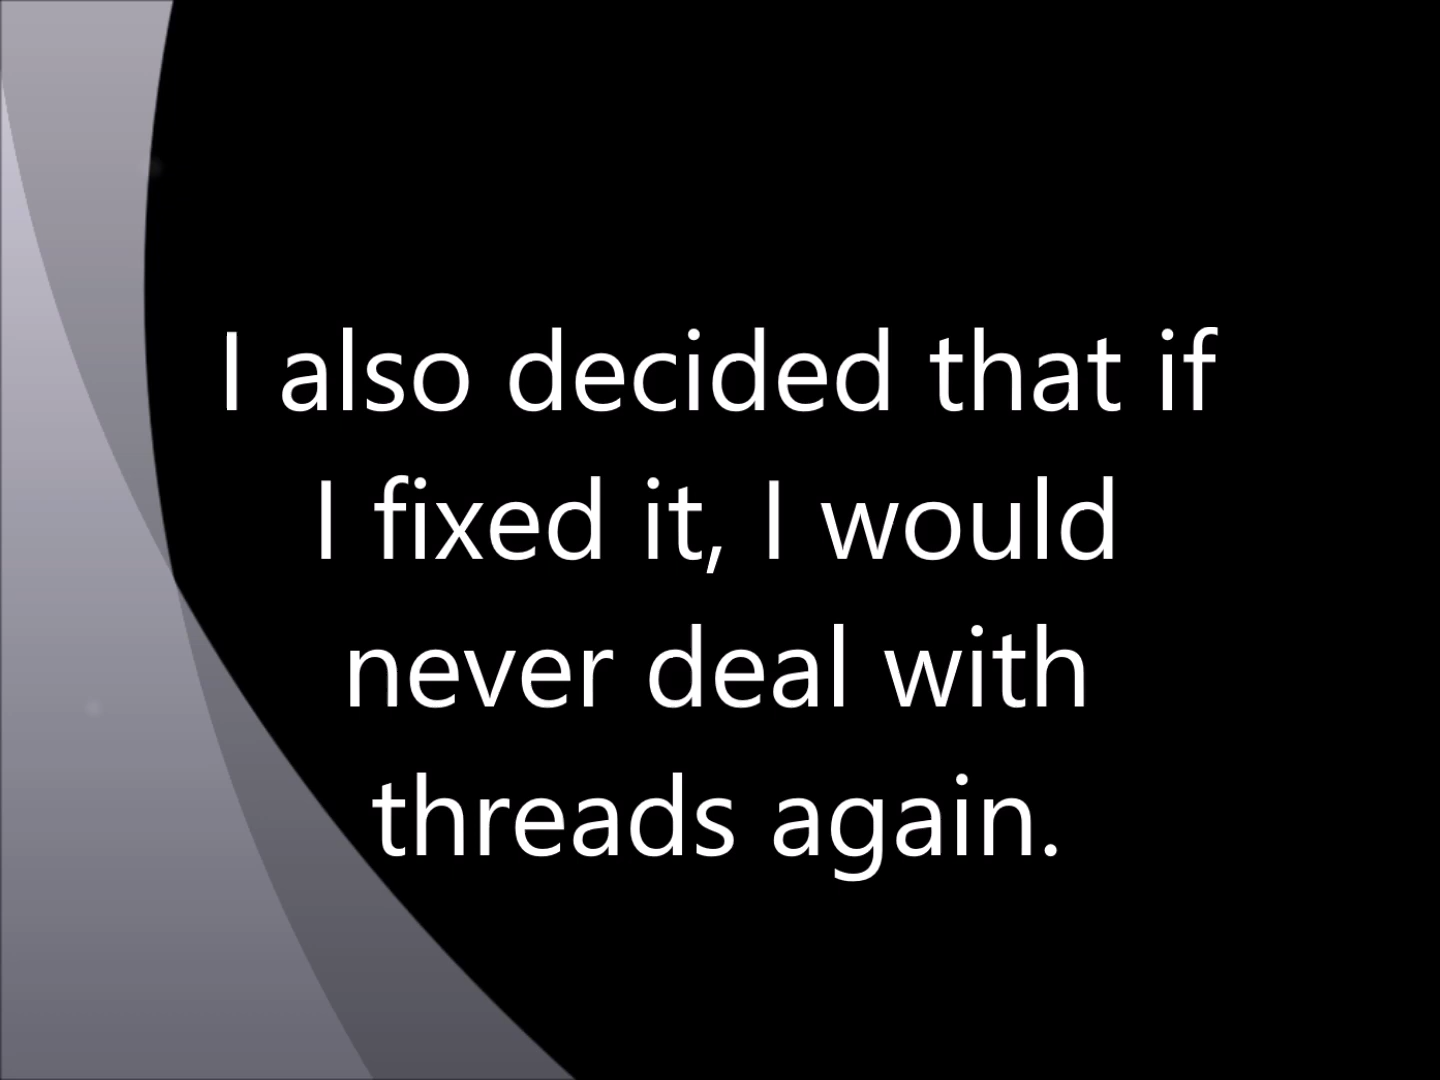 I also decided that if
I fixed it, I would
never deal with
threads again.